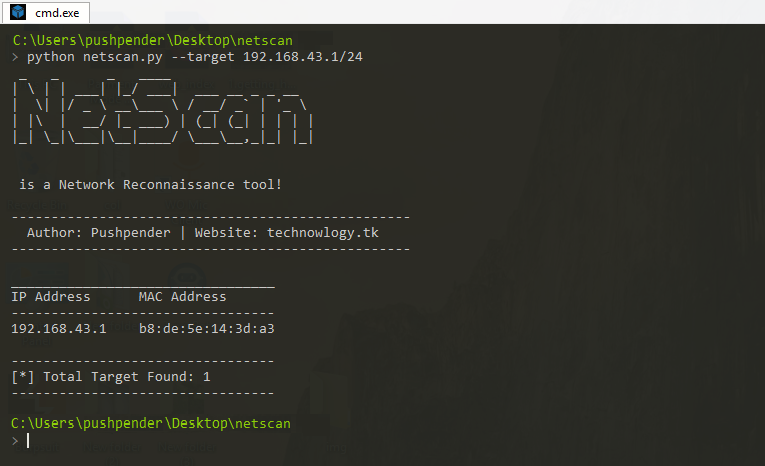 cmd.exe
C:\Users\pushpender\Desktop\netscan
> python netscan.py --target 192.168.43.1/24
NetScan
is a Network Reconnaissance tool!
--------------------------------------------------
Author: Pushpender | Website: technowlogy.tk
--------------------------------------------------
_________________________________
IP Address MAC Address
---------------------------------
192.168.43.1 b8:de:5e:14:3d:a3
---------------------------------
[*] Total Target Found: 1
---------------------------------
C:\Users\pushpender\Desktop\netscan
>